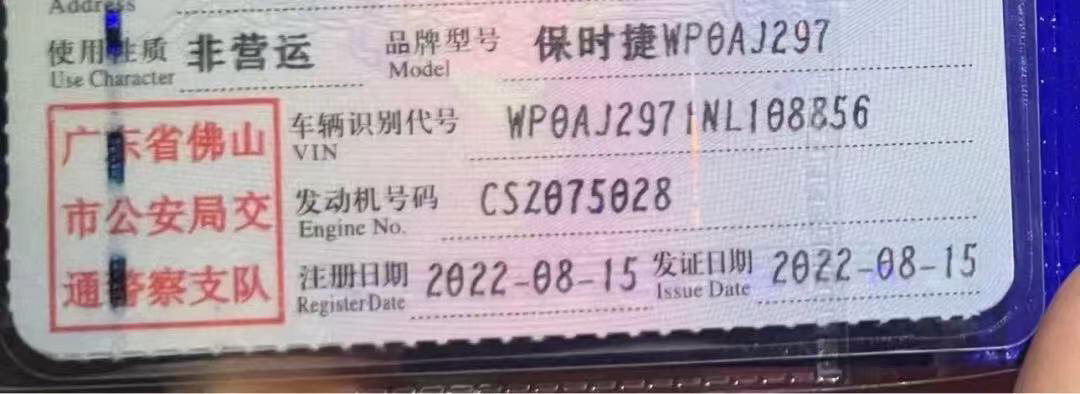 Address
使用性质 非营运 品牌型号 保时捷WP0AJ297
Use Character Model
广东省佛山
市公安局交
通警察支队
车辆识别代号 WP0AJ2971NL108856
VIN
发动机号码 CSZ075028
Engine No.
注册日期 2022-08-15 发证日期 2022-08-15
RegisterDate Issue Date